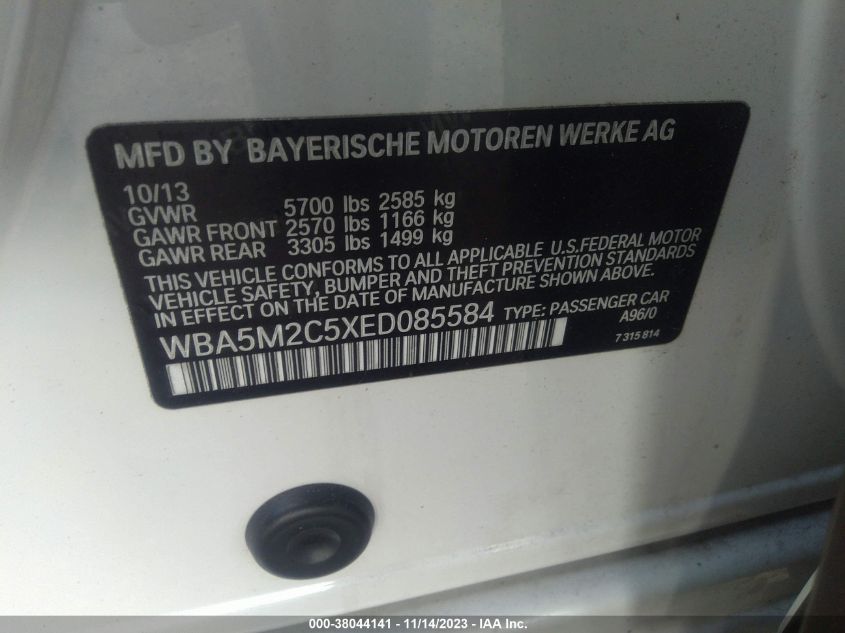 MFD BY BAYERISCHE MOTOREN WERKE AG
10/13
GVWR 5700 lbs 2585 kg
GAWR FRONT 2570 lbs 1166 kg
GAWR REAR 3305 lbs 1499 kg
THIS VEHICLE CONFORMS TO ALL APPLICABLE U.S.FEDERAL MOTOR
VEHICLE SAFETY, BUMPER AND THEFT PREVENTION STANDARDS
IN EFFECT ON THE DATE OF MANUFACTURE SHOWN ABOVE.
WBA5M2C5XED085584 TYPE: PASSENGER CAR
A96/0
7 315 814
000-38044141 - 11/14/2023 - IAA Inc.